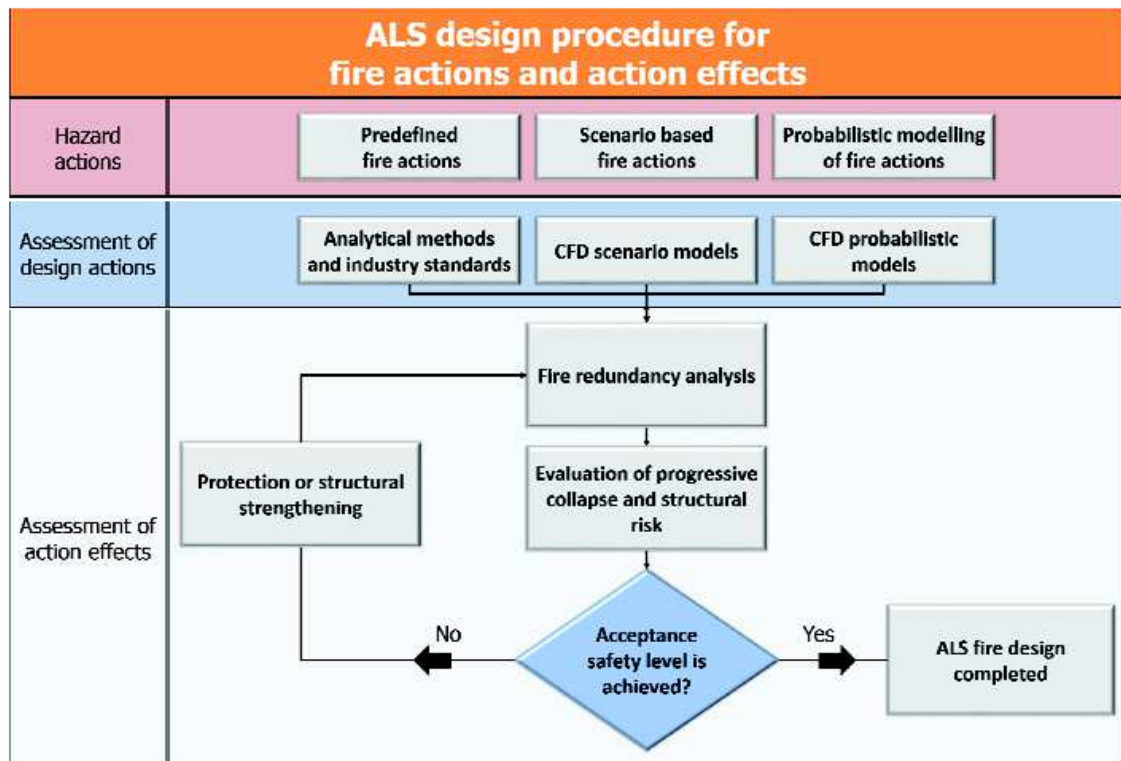 ALS design procedure for
fire actions and action effects
Hazard
actions
Predefined
fire actions
Scenario based
fire actions
Probabilistic modelling
of fire actions
Assessment of
design actions
Analytical methods
and industry standards
CFD scenario models
CFD probabilistic
models
Assessment of
action effects
Fire redundancy analysis
Protection or structural
strengthening
Evaluation of progressive
collapse and structural
risk
No
Acceptance
safety level is
achieved?
Yes
ALS fire design
completed